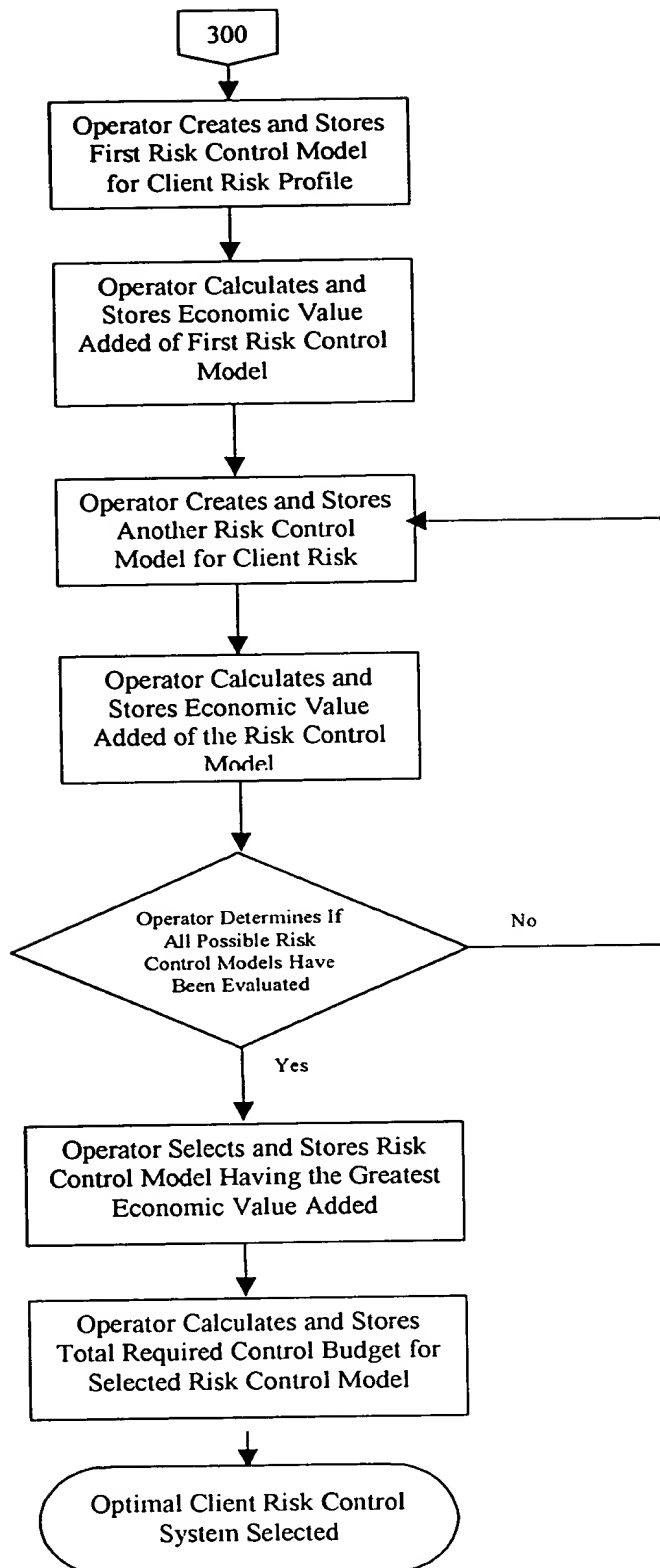 300
Operator Creates and Stores
First Risk Control Model
for Client Risk Profile
Operator Calculates and
Stores Economic Value
Added of First Risk Control
Model
Operator Creates and Stores
Another Risk Control
Model for Client Risk
Operator Calculates and
Stores Economic Value
Added of the Risk Control
Model
Operator Determines If
All Possible Risk
Control Models Have
Been Evaluated
No
Yes
Operator Selects and Stores Risk
Control Model Having the Greatest
Economic Value Added
Operator Calculates and Stores
Total Required Control Budget for
Selected Risk Control Model
Optimal Client Risk Control
System Selected